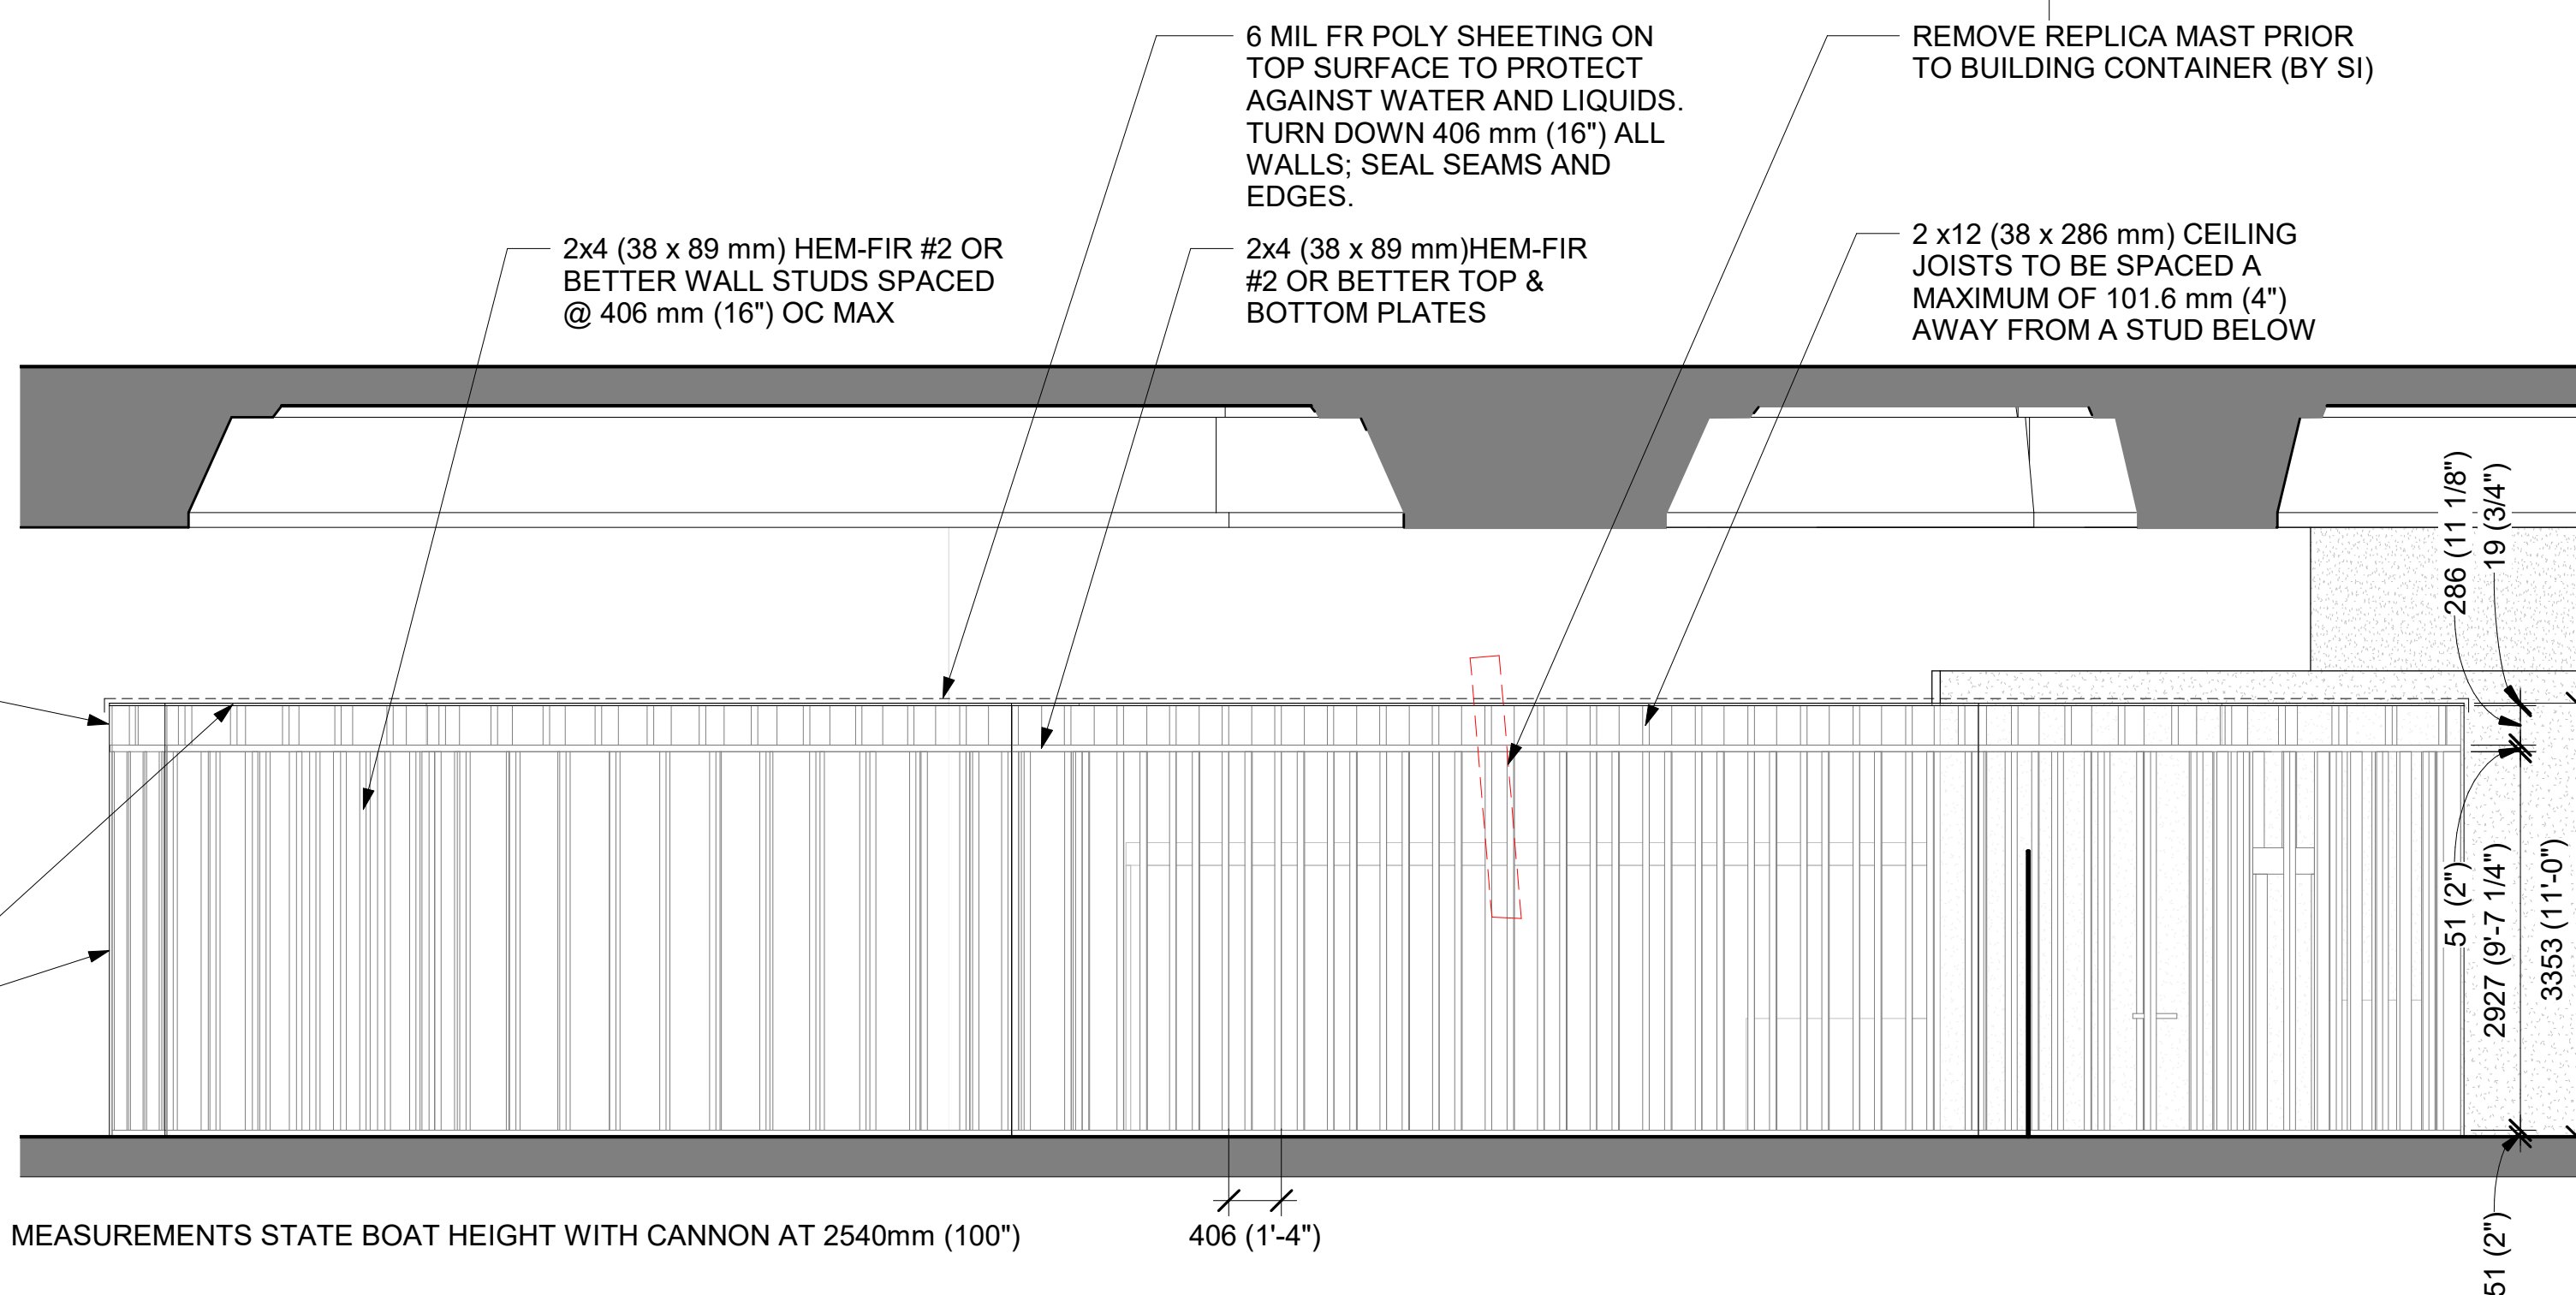 6 MIL FR POLY SHEETING ON
TOP SURFACE TO PROTECT
AGAINST WATER AND LIQUIDS.
TURN DOWN 406 mm (16") ALL
WALLS; SEAL SEAMS AND
EDGES.
REMOVE REPLICA MAST PRIOR
TO BUILDING CONTAINER (BY SI)
2x4 (38 x 89 mm) HEM-FIR #2 OR
BETTER WALL STUDS SPACED
@ 406 mm (16") OC MAX
2x4 (38 x 89 mm)HEM-FIR
#2 OR BETTER TOP &
BOTTOM PLATES
2 x12 (38 x 286 mm) CEILING
JOISTS TO BE SPACED A
MAXIMUM OF 101.6 mm (4")
AWAY FROM A STUD BELOW
286 (11 1/8")
19 (3/4")
51 (2")
2927 (9'-7 1/4")
3353 (11'-0")
51 (2")
MEASUREMENTS STATE BOAT HEIGHT WITH CANNON AT 2540mm (100")
406 (1'-4")